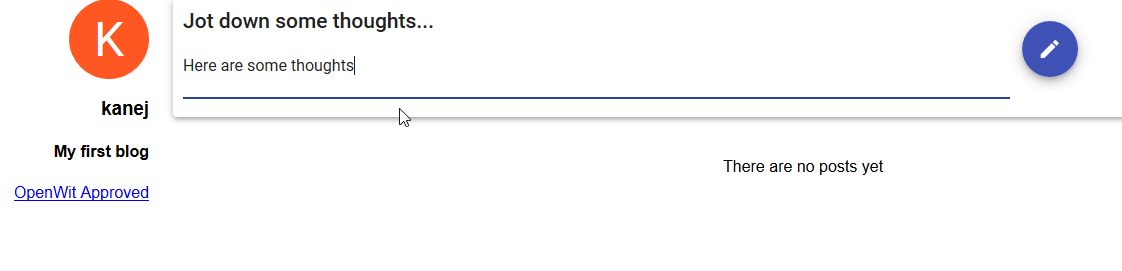 K
kanej
My first blog
OpenWit Approved
Jot down some thoughts...
Here are some thoughts
There are no posts yet